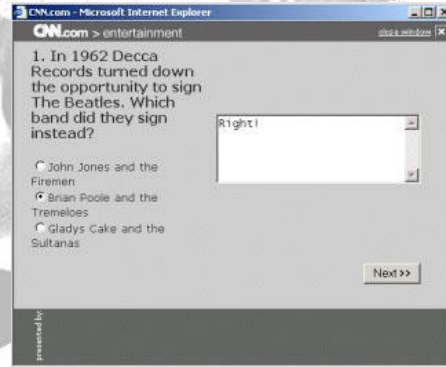 CNN.com - Microsoft Internet Explorer
CNN.com > entertainment
close window
1. In 1962 Decca
Records turned down
the opportunity to sign
The Beatles. Which
band did they sign
instead?
John Jones and the
Firemen
Brian Poole and the
Tremeloes
Gladys Cake and the
Sultanas
Right!
Next >>
presented by: